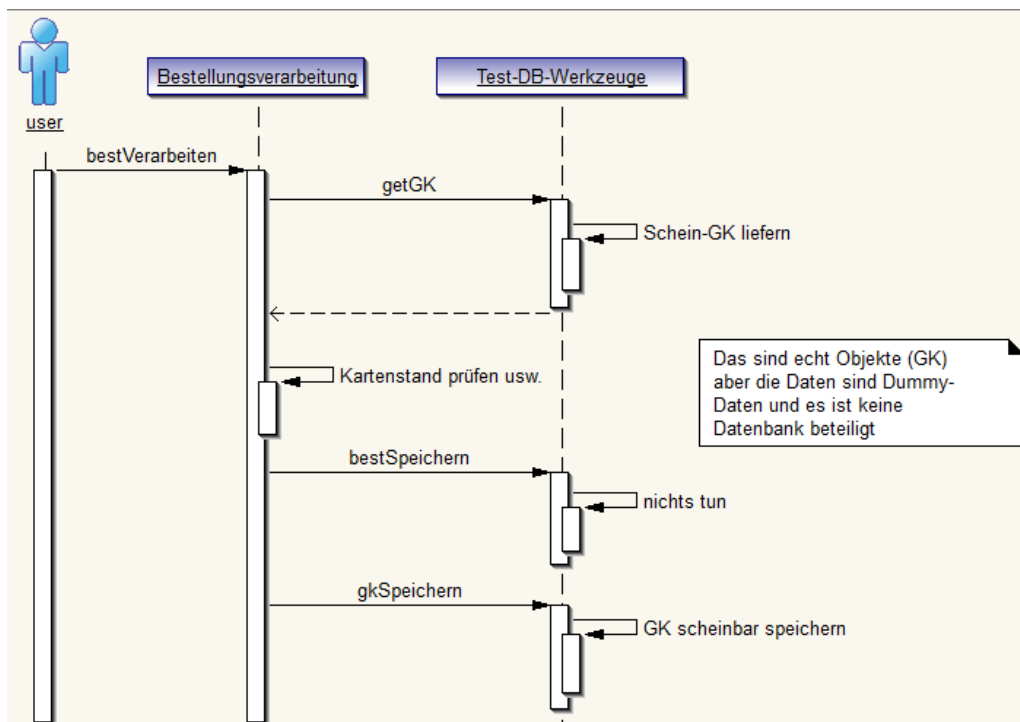 Bestellungsverarbeitung
Test-DB-Werkzeuge
user
bestVerarbeiten
getGK
Schein-GK liefern
Das sind echt Objekte (GK)
aber die Daten sind Dummy-
Daten und es ist keine
Datenbank beteiligt
Kartenstand prüfen usw.
bestSpeichern
nichts tun
gkSpeichern
GK scheinbar speichern